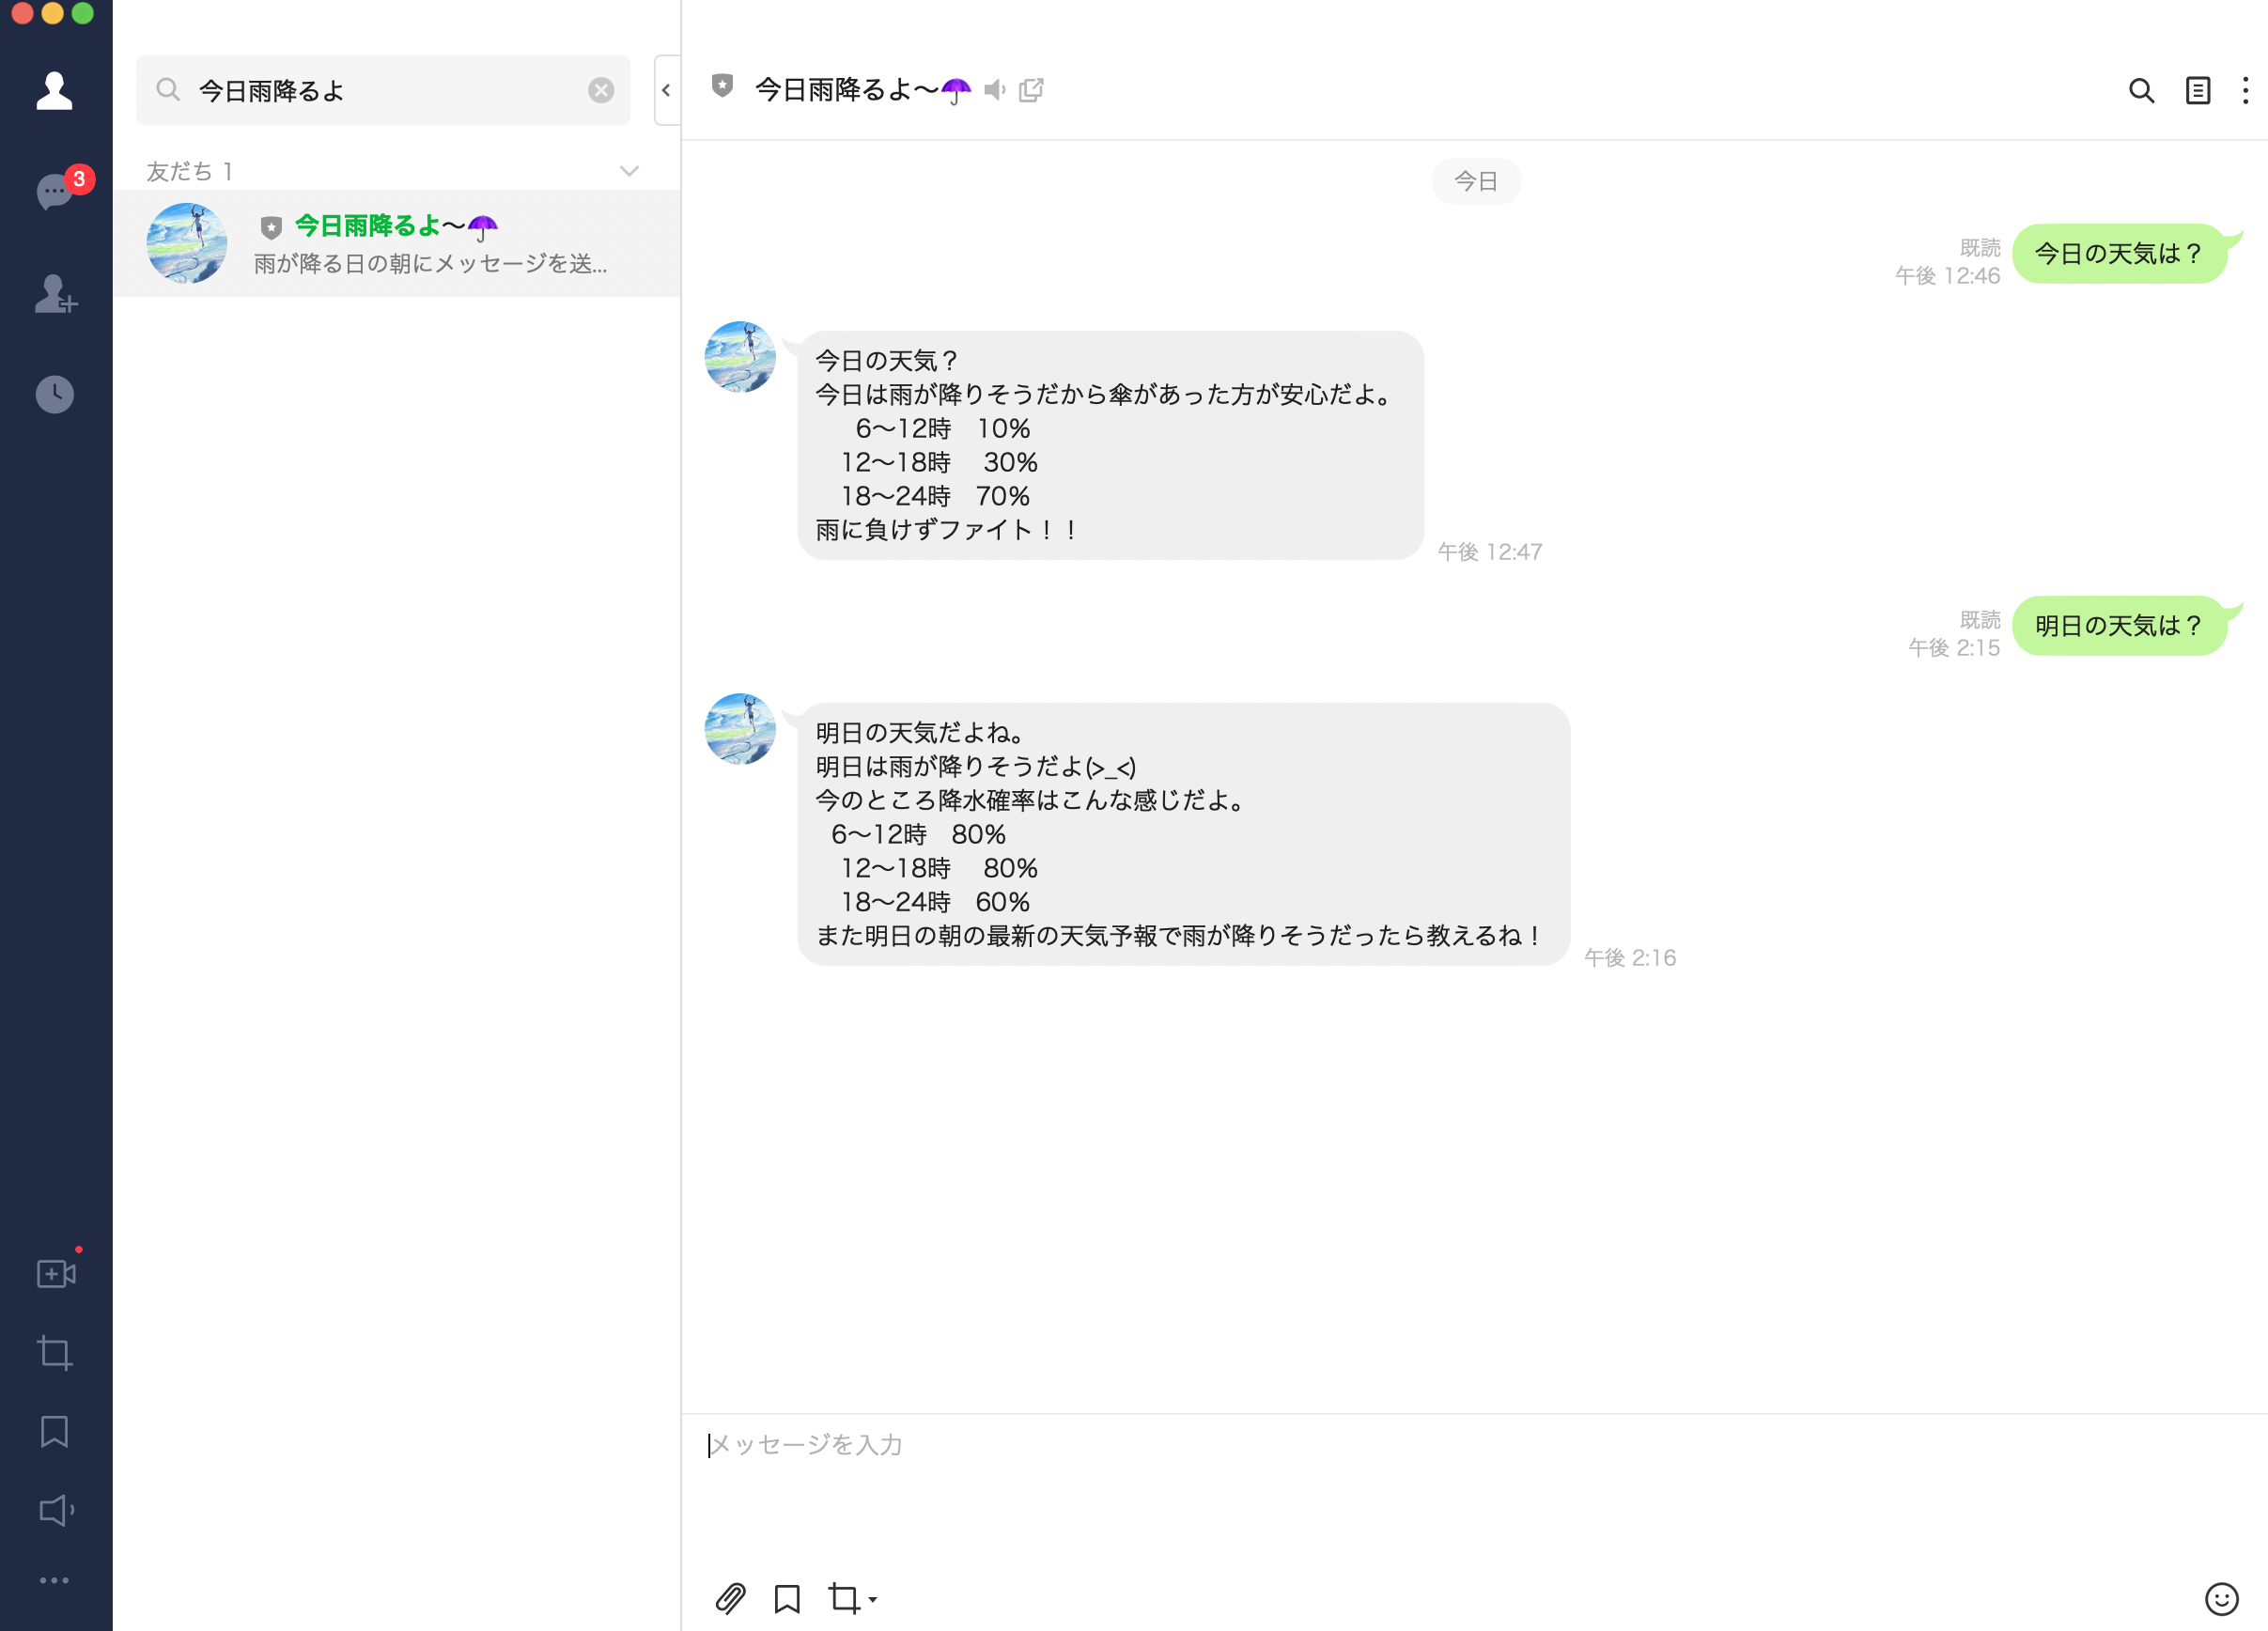 今日雨降るよ
友だち 1
今日雨降るよ〜☂
雨が降る日の朝にメッセージを送...
3
今日雨降るよ〜☂
今日
既読
午後 12:46
今日の天気は？
今日の天気？
今日は雨が降りそうだから傘があった方が安心だよ。
6〜12時 10%
12〜18時 30%
18〜24時 70%
雨に負けずファイト！！
午後 12:47
既読
午後 2:15
明日の天気は？
明日の天気だよね。
明日は雨が降りそうだよ(>_<)
今のところ降水確率はこんな感じだよ。
6〜12時 80%
12〜18時 80%
18〜24時 60%
また明日の朝の最新の天気予報で雨が降りそうだったら教えるね！
午後 2:16
メッセージを入力